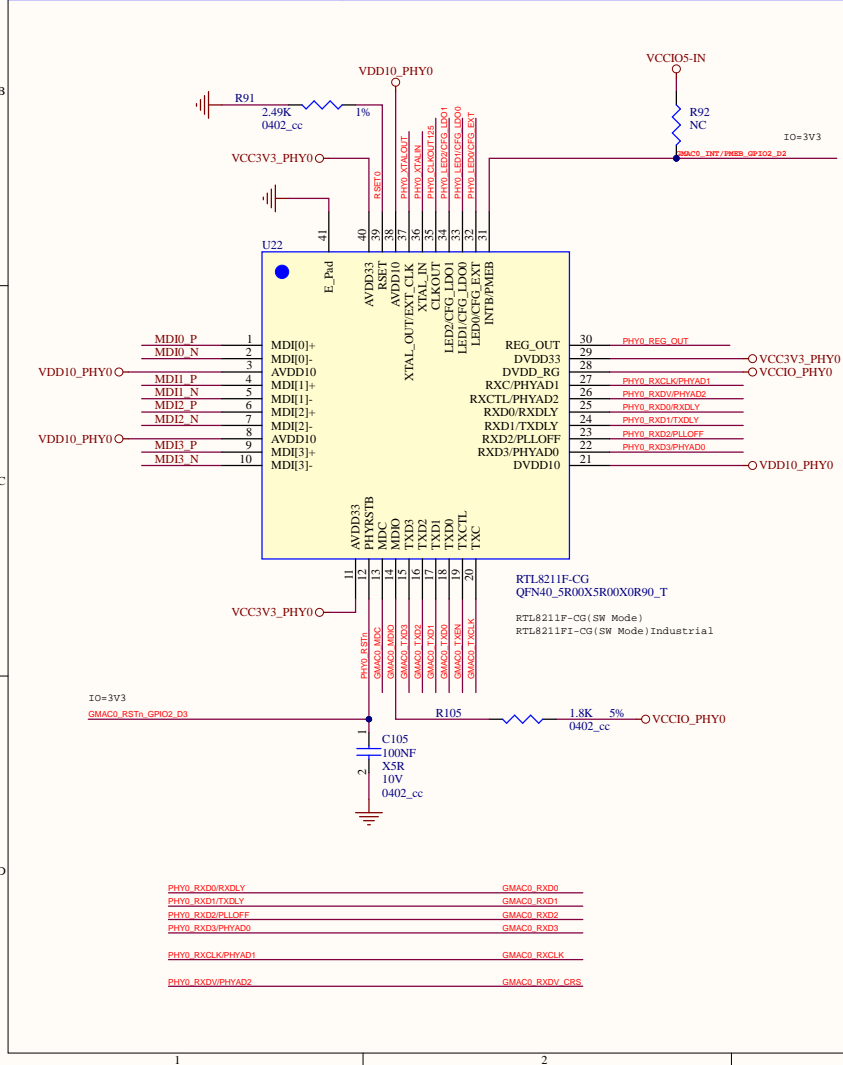 B
VCCIO5-IN
VDD10_PHY0
R91
2.49K
0402_cc
1%
R92
NC
IO=3V3
GMAC0_INT/PMEB_GPIO2_D2
VCC3V3_PHY0
RSET0
PHY0_XTALOUT
PHY0_XTALIN
PHY0_CLKOUT125
PHY0_LED2/CFG_LDO1
PHY0_LED1/CFG_LDO0
PHY0_LED0/CFG_EXT
41
40
39
38
37
36
35
34
33
32
31
U22
E_Pad
AVDD33
RSET
AVDD10
XTAL_OUT/EXT_CLK
XTAL_IN
CLKOUT
LED2/CFG_LDO1
LED1/CFG_LDO0
LED0/CFG_EXT
INTB/PMEB
MDI0_P 1 MDI[0]+
MDI0_N 2 MDI[0]-
VDD10_PHY0 3 AVDD10
MDI1_P 4 MDI[1]+
MDI1_N 5 MDI[1]-
MDI2_P 6 MDI[2]+
MDI2_N 7 MDI[2]-
VDD10_PHY0 8 AVDD10
MDI3_P 9 MDI[3]+
MDI3_N 10 MDI[3]-
REG_OUT 30 PHY0_REG_OUT
DVDD33 29 VCC3V3_PHY0
DVDD_RG 28 VCCIO_PHY0
RXC/PHYAD1 27 PHY0_RXCLK/PHYAD1
RXCTL/PHYAD2 26 PHY0_RXDV/PHYAD2
RXD0/RXDLY 25 PHY0_RXD0/RXDLY
RXD1/TXDLY 24 PHY0_RXD1/TXDLY
RXD2/PLLOFF 23 PHY0_RXD2/PLLOFF
RXD3/PHYAD0 22 PHY0_RXD3/PHYAD0
DVDD10 21 VDD10_PHY0
C
AVDD33
PHYRSTB
MDC
MDIO
TXD3
TXD2
TXD1
TXD0
TXCTL
TXC
11
12
13
14
15
16
17
18
19
20
RTL8211F-CG
QFN40_5R00X5R00X0R90_T
RTL8211F-CG(SW Mode)
RTL8211FI-CG(SW Mode)Industrial
VCC3V3_PHY0
PHY0_RSTn
GMAC0_MDC
GMAC0_MDIO
GMAC0_TXD3
GMAC0_TXD2
GMAC0_TXD1
GMAC0_TXD0
GMAC0_TXEN
GMAC0_TXCLK
IO=3V3
GMAC0_RSTn_GPIO2_D3
R105
1.8K 5%
0402_cc
VCCIO_PHY0
1
2
C105
100NF
X5R
10V
0402_cc
D
PHY0_RXD0/RXDLY GMAC0_RXD0
PHY0_RXD1/TXDLY GMAC0_RXD1
PHY0_RXD2/PLLOFF GMAC0_RXD2
PHY0_RXD3/PHYAD0 GMAC0_RXD3
PHY0_RXCLK/PHYAD1 GMAC0_RXCLK
PHY0_RXDV/PHYAD2 GMAC0_RXDV_CRS
1 2